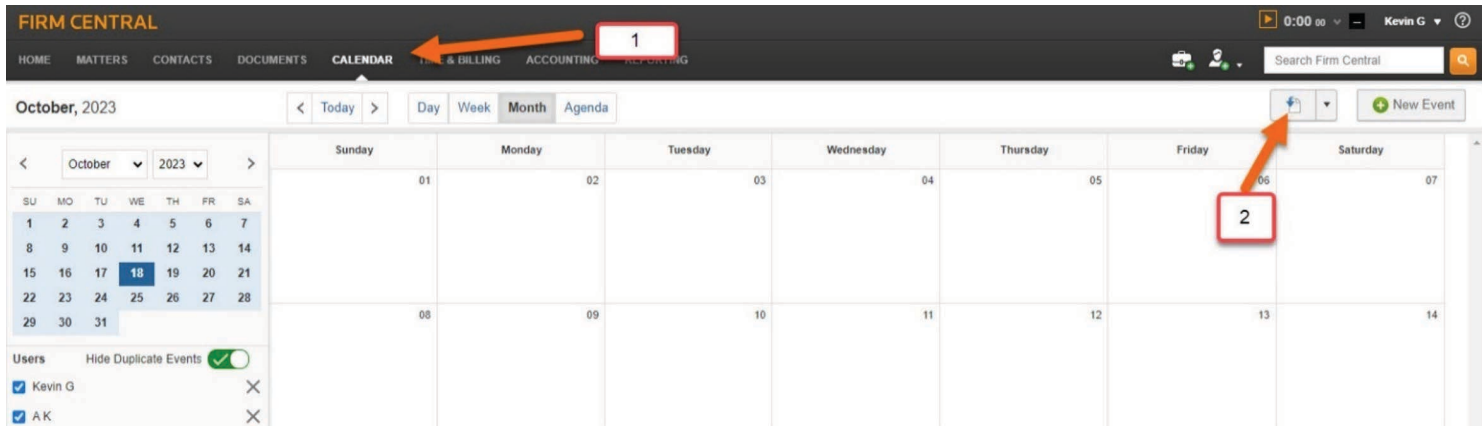 FIRM CENTRAL
0:00 00
Kevin G
HOME MATTERS CONTACTS DOCUMENTS CALENDAR & BILLING ACCOUNTING REPORTING
1
Search Firm Central
October, 2023
Today
Day Week Month Agenda
New Event
October 2023
SU MO TU WE TH FR SA
1 2 3 4 5 6 7
8 9 10 11 12 13 14
15 16 17 18 19 20 21
22 23 24 25 26 27 28
29 30 31
Users Hide Duplicate Events
Kevin G
A K
Sunday Monday Tuesday Wednesday Thursday Friday Saturday
01 02 03 04 05 06 07
2
08 09 10 11 12 13 14